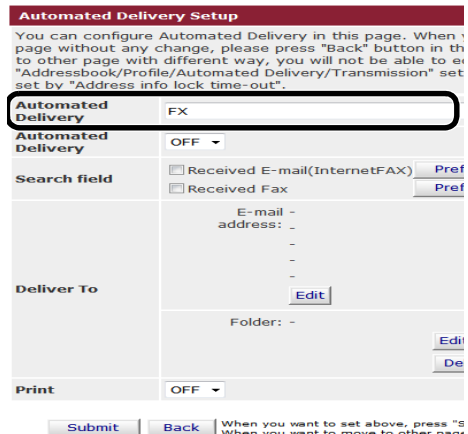 Automated Delivery Setup
You can configure Automated Delivery in this page. When
page without any change, please press "Back" button in th
to other page with different way, you will not be able to e
"Addressbook/Profile/Automated Delivery/Transmission" set
set by "Address info lock time-out".
Automated Delivery
FX
Automated Delivery
OFF
Search field
Received E-mail(InternetFAX)
Pref
Received Fax
Pref
Deliver To
E-mail address:
-
-
-
-
-
Edit
Folder: -
Edit
De
Print
OFF
Submit
Back
When you want to set above, press "S
When you want to move to other page